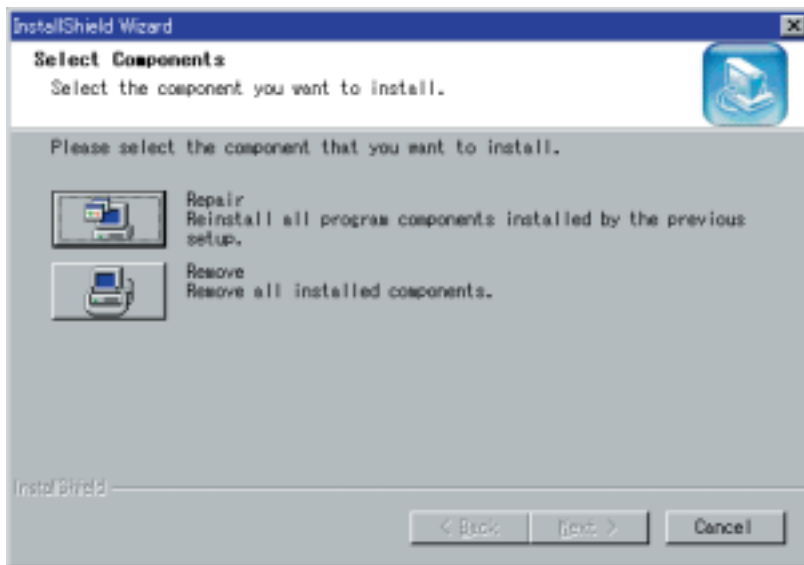 InstallShield Wizard
Select Components
Select the component you want to install.
Please select the component that you want to install.
Repair
Reinstall all program components installed by the previous
setup.
Remove
Remove all installed components.
InstallShield
< Back
Next >
Cancel